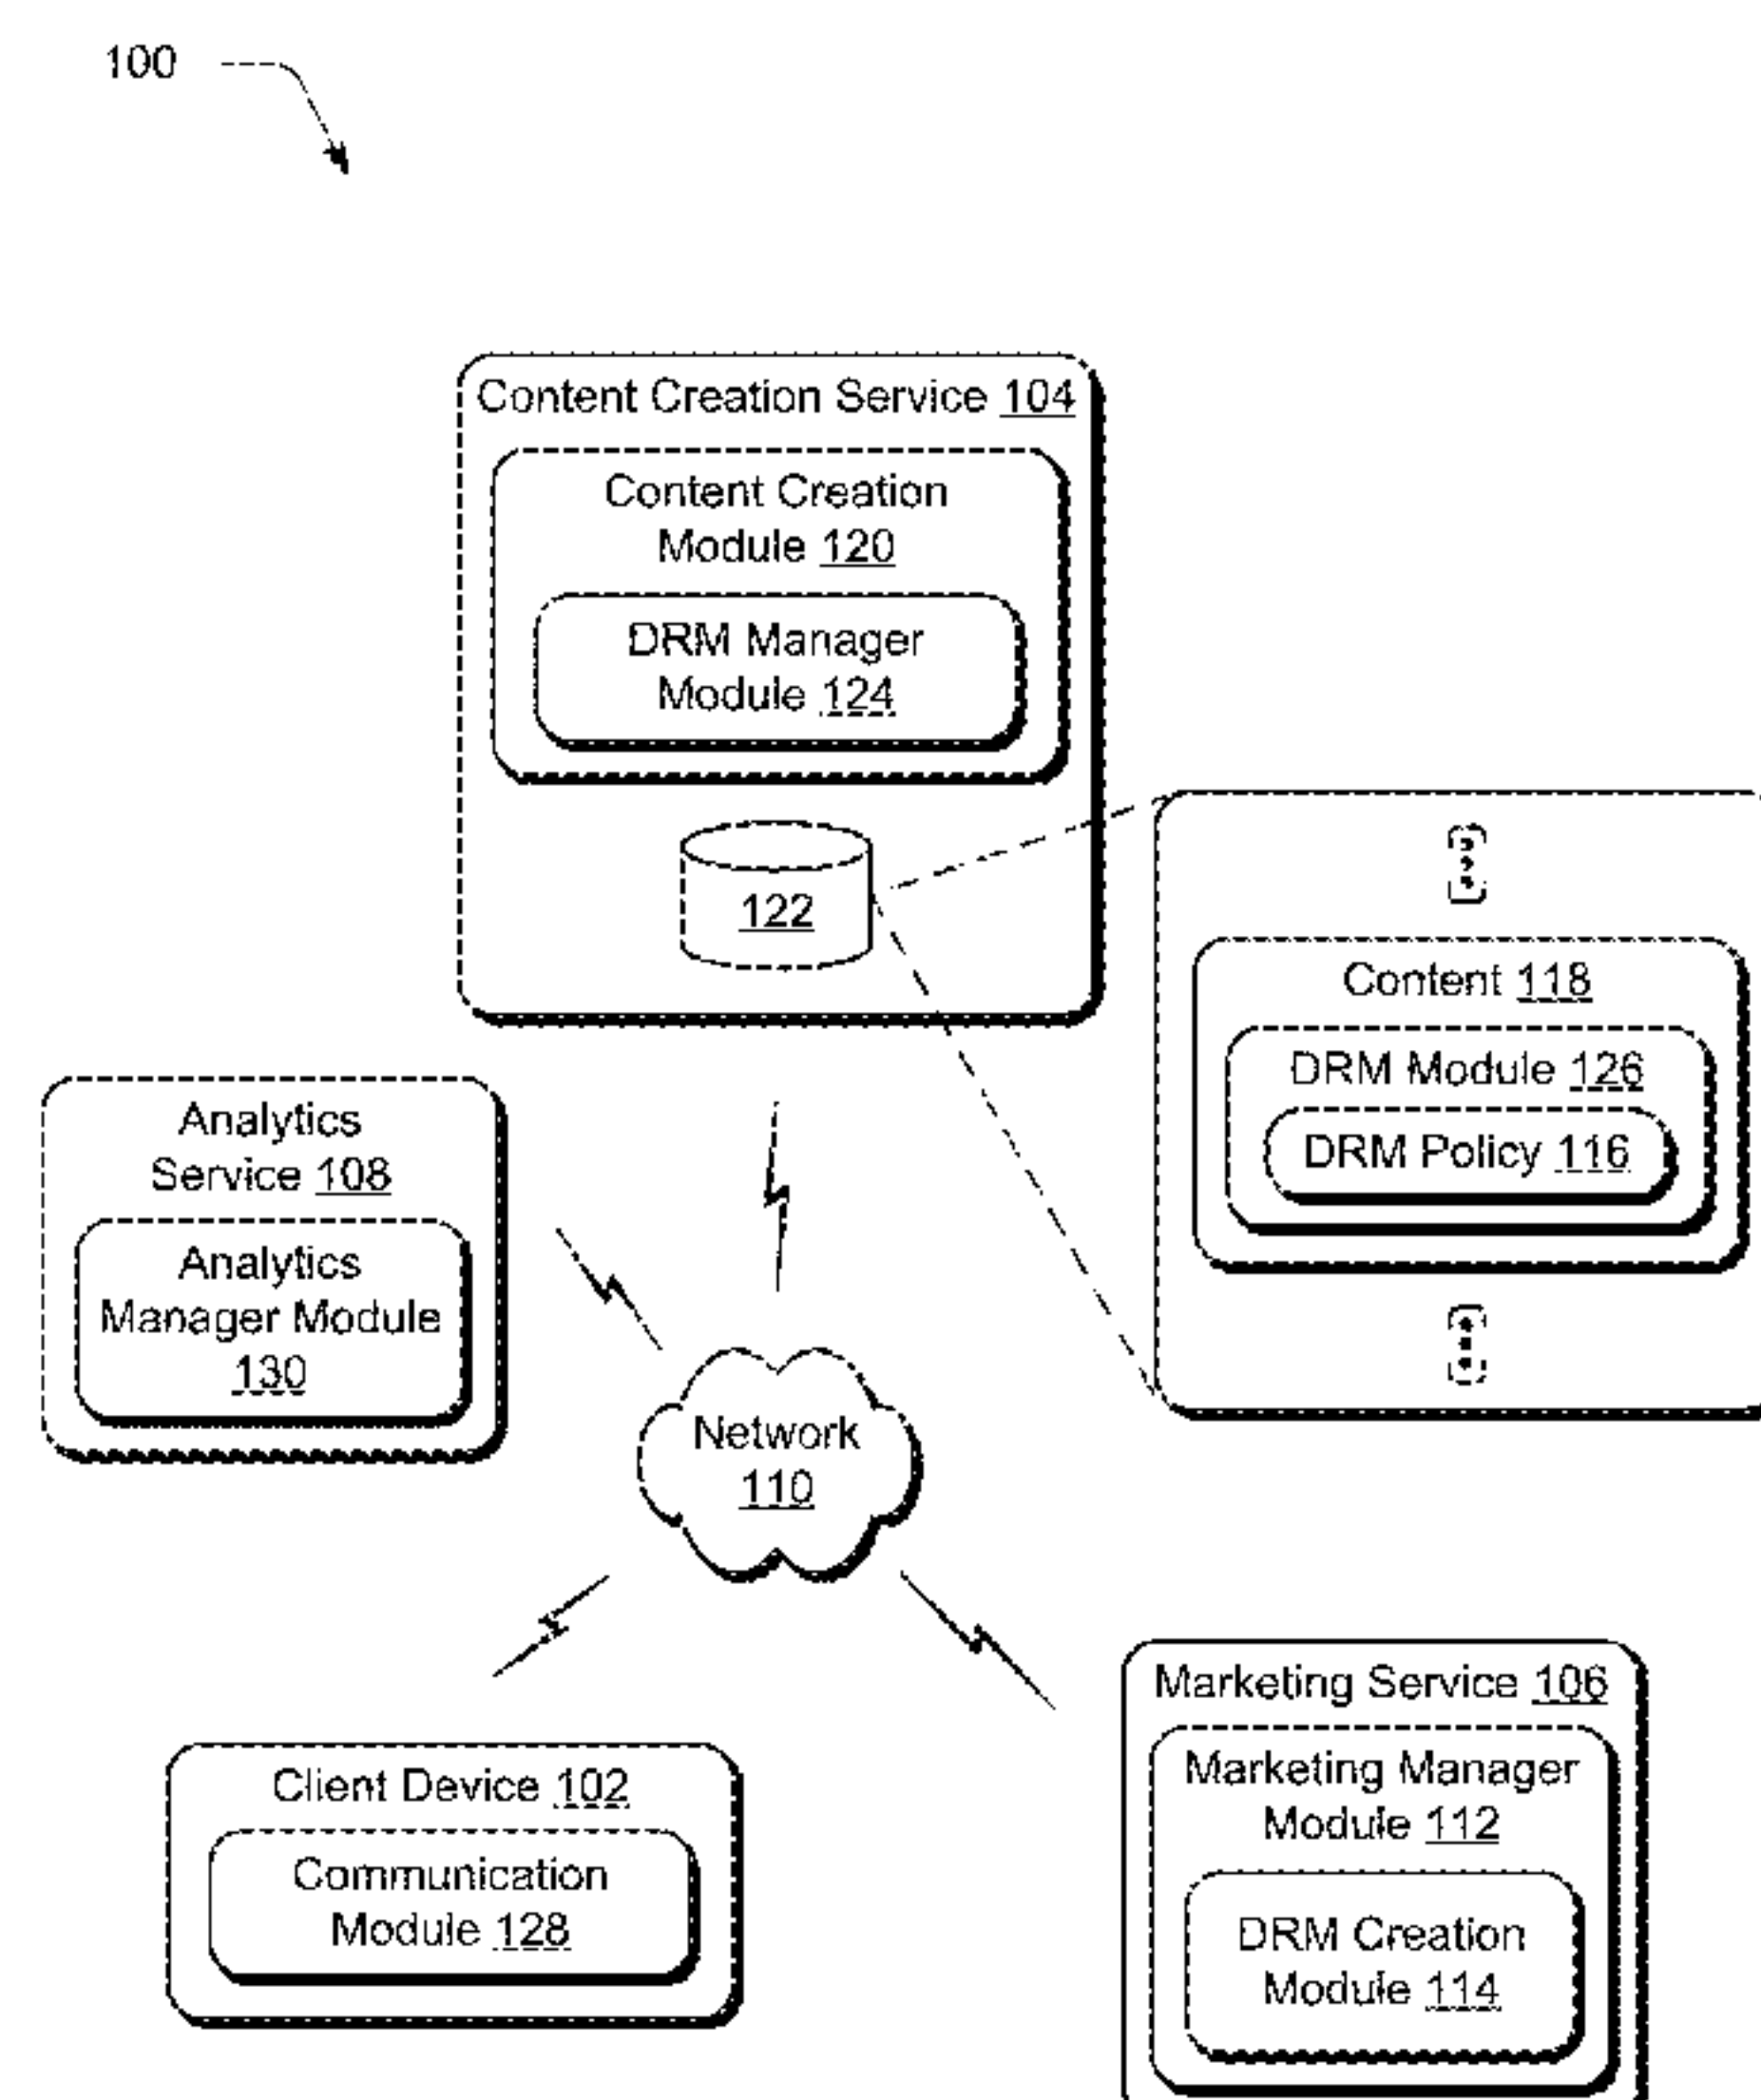 100
Content Creation Service 104
Content Creation
Module 120
DRM Manager
Module 124
122
Content 118
DRM Module 126
DRM Policy 116
Analytics
Service 108
Analytics
Manager Module
130
Network
110
Client Device 102
Communication
Module 128
Marketing Service 106
Marketing Manager
Module 112
DRM Creation
Module 114